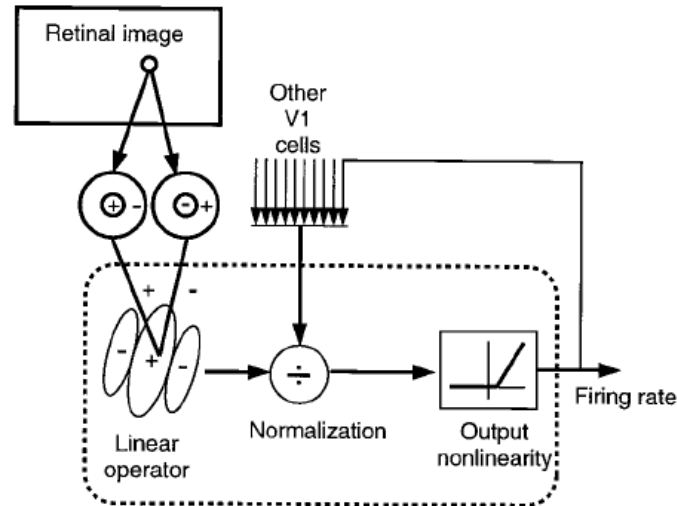 Retinal image
Other
V1
cells
+ -
- +
+ -
- + -
÷
Linear
operator
Normalization
Output
nonlinearity
Firing rate